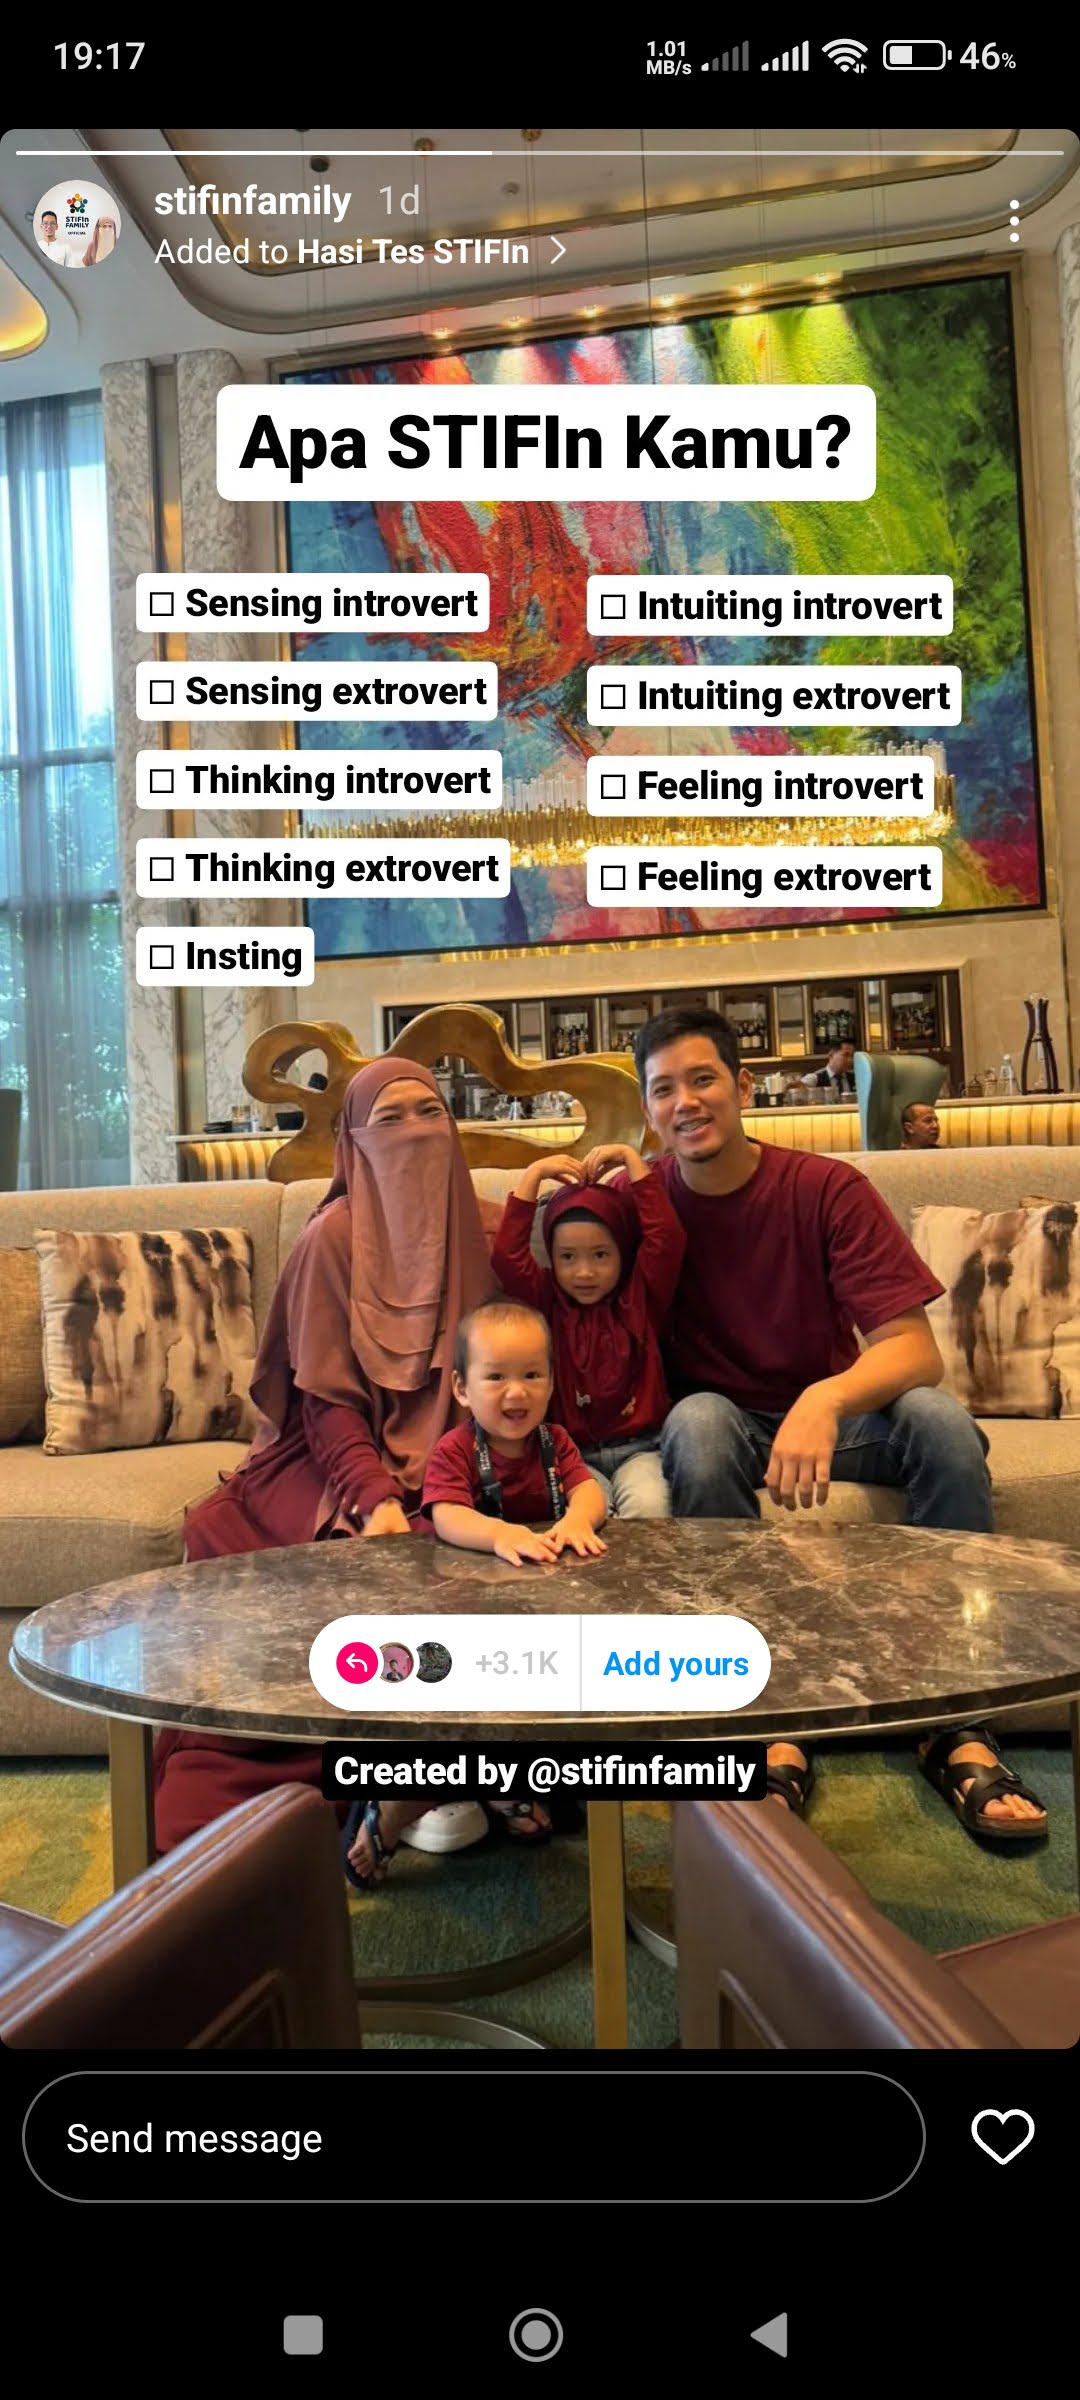 19:17
1.01
MB/s
46%
stifinfamily 1d
STIFIn
FAMILY
Added to Hasi Tes STIFIn
Apa STIFIn Kamu?
☐ Sensing introvert
☐ Intuiting introvert
☐ Sensing extrovert
☐ Intuiting extrovert
☐ Thinking introvert
☐ Feeling introvert
☐ Thinking extrovert
☐ Feeling extrovert
☐ Insting
+3.1K
Add yours
Created by @stifinfamily
Send message